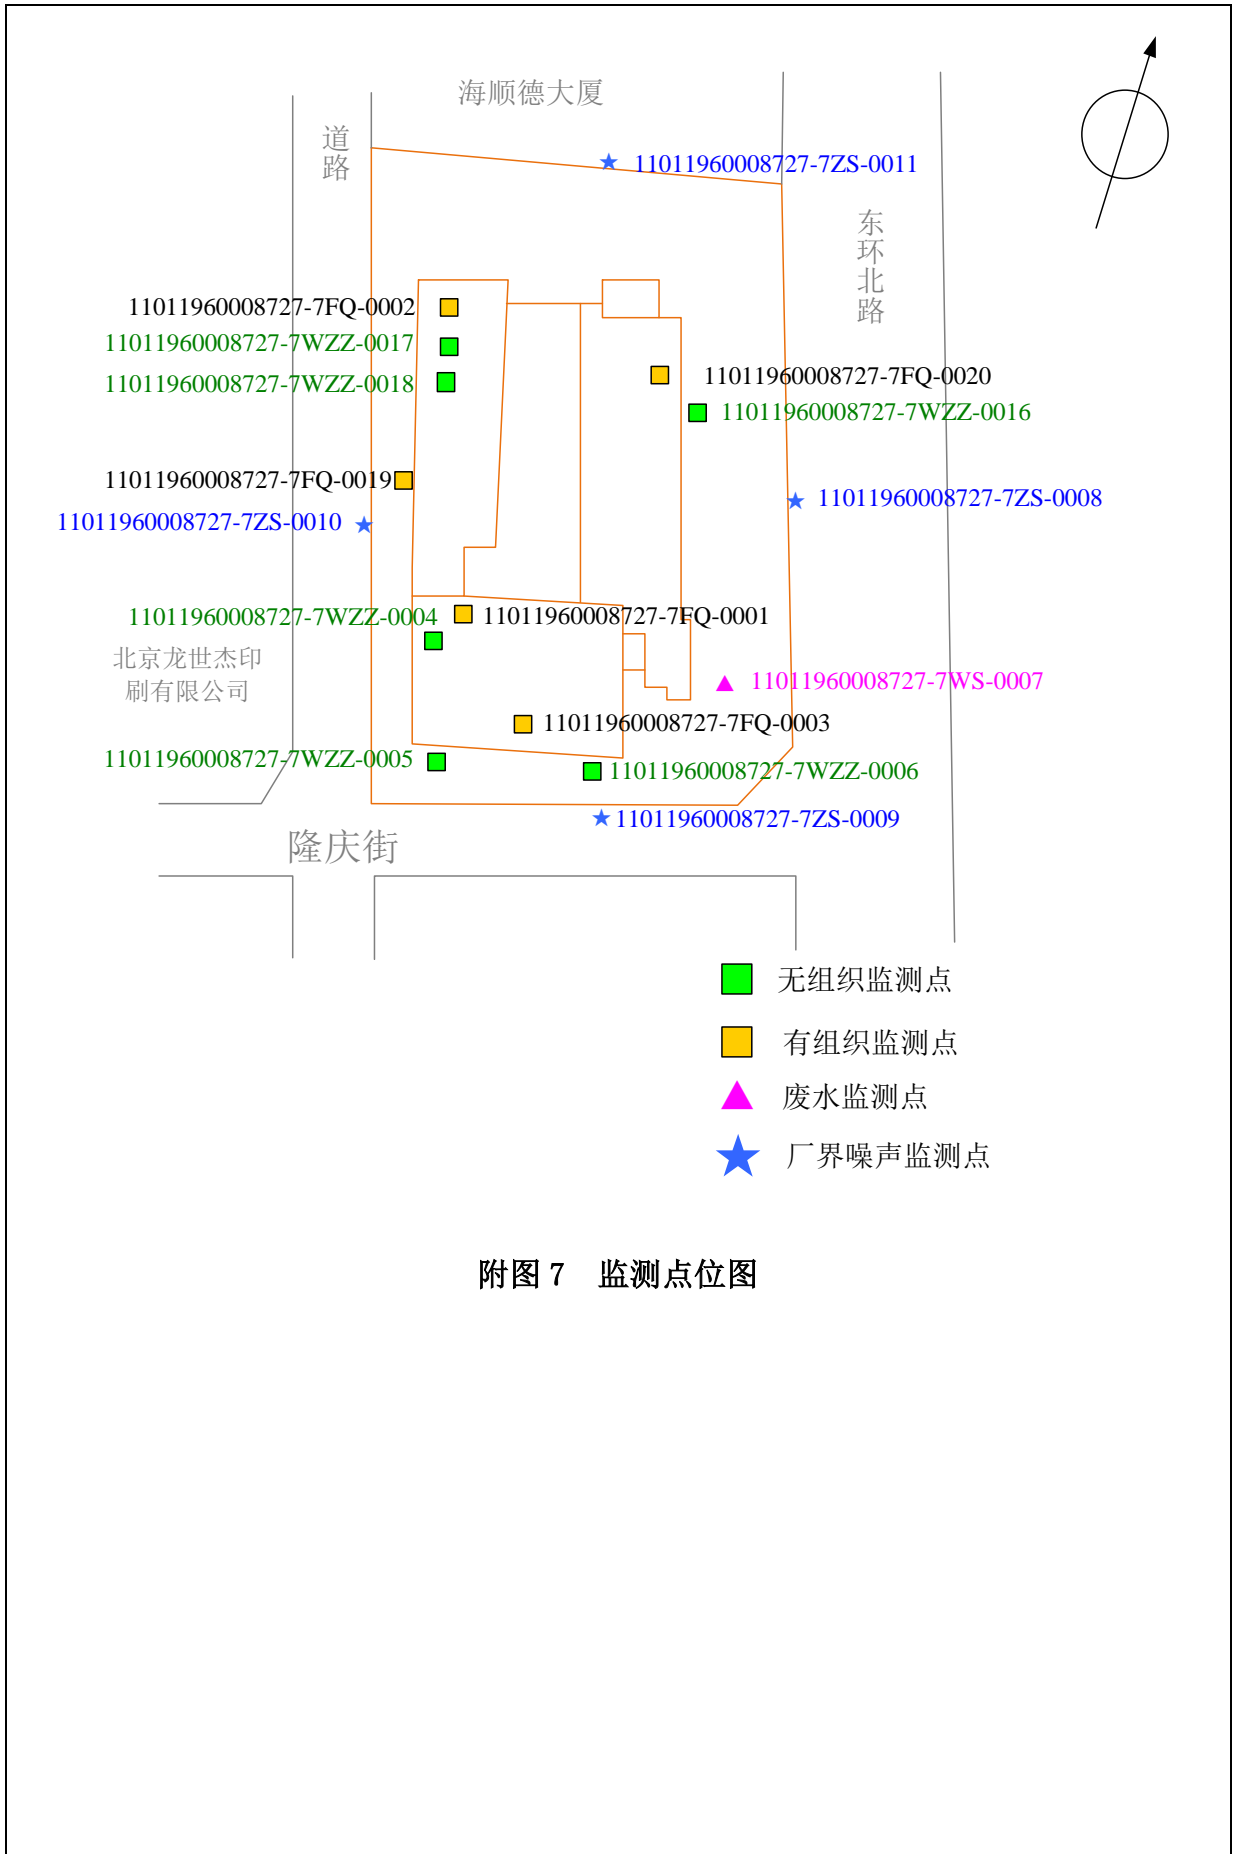 海顺德大厦
道
路
11011960008727-7ZS-0011
东
环
北
路
11011960008727-7FQ-0002
11011960008727-7WZZ-0017
11011960008727-7WZZ-0018
11011960008727-7FQ-0020
11011960008727-7WZZ-0016
11011960008727-7FQ-0019
11011960008727-7ZS-0008
11011960008727-7ZS-0010
11011960008727-7WZZ-0004
11011960008727-7FQ-0001
北京龙世杰印
刷有限公司
11011960008727-7WS-0007
11011960008727-7FQ-0003
11011960008727-7WZZ-0005
11011960008727-7WZZ-0006
11011960008727-7ZS-0009
隆庆街
无组织监测点
有组织监测点
废水监测点
厂界噪声监测点
附图 7 监测点位图